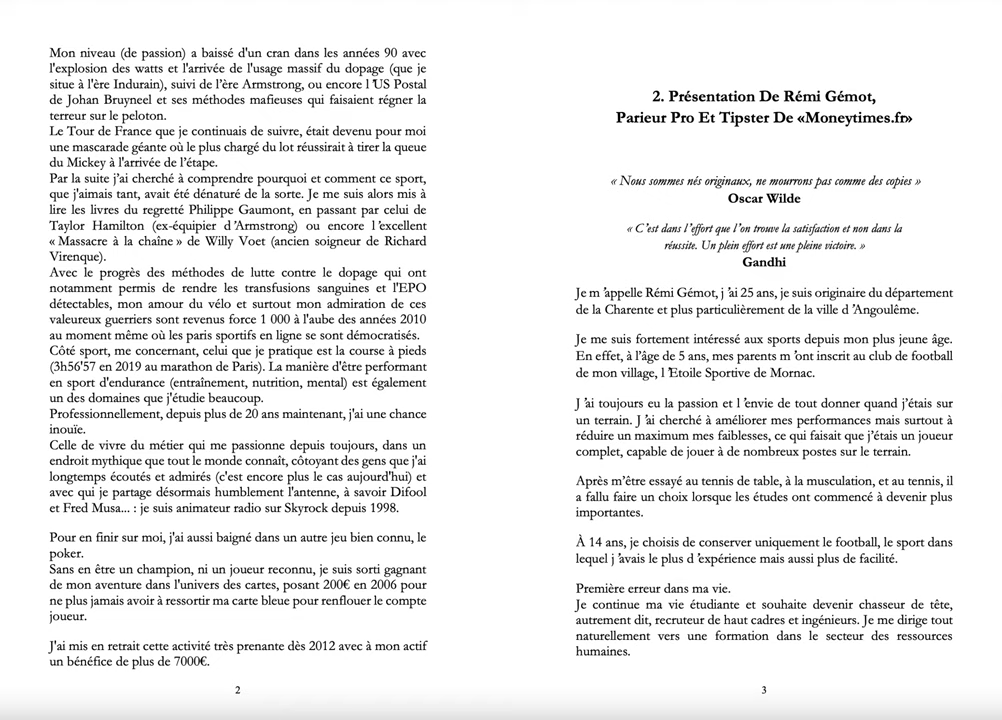 Mon niveau (de passion) a baissé d'un cran dans les années 90 avec
l'explosion des watts et l'arrivée de l'usage massif du dopage (que je
situe à l'ère Indurain), suivi de l’ère Armstrong, ou encore l’US Postal
de Johan Bruyneel et ses méthodes mafieuses qui faisaient régner la
terreur sur le peloton.
Le Tour de France que je continuais de suivre, était devenu pour moi
une mascarade géante où le plus chargé du lot réussirait à tirer la queue
du Mickey à l'arrivée de l’étape.
Par la suite j’ai cherché à comprendre pourquoi et comment ce sport,
que j'aimais tant, avait été dénaturé de la sorte. Je me suis alors mis à
lire les livres du regretté Philippe Gaumont, en passant par celui de
Taylor Hamilton (ex-équipier d ’Armstrong) ou encore l ’excellent
« Massacre à la chaîne » de Willy Voet (ancien soigneur de Richard
Virenque).
Avec le progrès des méthodes de lutte contre le dopage qui ont
notamment permis de rendre les transfusions sanguines et l'EPO
détectables, mon amour du vélo et surtout mon admiration de ces
valeureux guerriers sont revenus force 1 000 à l'aube des années 2010
au moment même où les paris sportifs en ligne se sont démocratisés.
Côté sport, me concernant, celui que je pratique est la course à pieds
(3h56'57 en 2019 au marathon de Paris). La manière d'être performant
en sport d'endurance (entraînement, nutrition, mental) est également
un des domaines que j'étudie beaucoup.
Professionnellement, depuis plus de 20 ans maintenant, j'ai une chance
inouïe.
Celle de vivre du métier qui me passionne depuis toujours, dans un
endroit mythique que tout le monde connaît, côtoyant des gens que j'ai
longtemps écoutés et admirés (c'est encore plus le cas aujourd'hui) et
avec qui je partage désormais humblement l'antenne, à savoir Difool
et Fred Musa... : je suis animateur radio sur Skyrock depuis 1998.
Pour en finir sur moi, j'ai aussi baigné dans un autre jeu bien connu, le
poker.
Sans en être un champion, ni un joueur reconnu, je suis sorti gagnant
de mon aventure dans l'univers des cartes, posant 200€ en 2006 pour
ne plus jamais avoir à ressortir ma carte bleue pour renflouer le compte
joueur.
J'ai mis en retrait cette activité très prenante dès 2012 avec à mon actif
un bénéfice de plus de 7000€.
2
2. Présentation De Rémi Gémot,
Parieur Pro Et Tipster De «Moneytimes.fr»
« Nous sommes nés originaux, ne mourrons pas comme des copies »
Oscar Wilde
« C’est dans l’effort que l’on trouve la satisfaction et non dans la
réussite. Un plein effort est une pleine victoire. »
Gandhi
Je m ’appelle Rémi Gémot, j ’ai 25 ans, je suis originaire du département
de la Charente et plus particulièrement de la ville d ’Angoulême.
Je me suis fortement intéressé aux sports depuis mon plus jeune âge.
En effet, à l’âge de 5 ans, mes parents m ’ont inscrit au club de football
de mon village, l ’Etoile Sportive de Mornac.
J ’ai toujours eu la passion et l ’envie de tout donner quand j’étais sur
un terrain. J ’ai cherché à améliorer mes performances mais surtout à
réduire un maximum mes faiblesses, ce qui faisait que j’étais un joueur
complet, capable de jouer à de nombreux postes sur le terrain.
Après m’être essayé au tennis de table, à la musculation, et au tennis, il
a fallu faire un choix lorsque les études ont commencé à devenir plus
importantes.
À 14 ans, je choisis de conserver uniquement le football, le sport dans
lequel j ’avais le plus d ’expérience mais aussi plus de facilité.
Première erreur dans ma vie.
Je continue ma vie étudiante et souhaite devenir chasseur de tête,
autrement dit, recruteur de haut cadres et ingénieurs. Je me dirige tout
naturellement vers une formation dans le secteur des ressources
humaines.
3